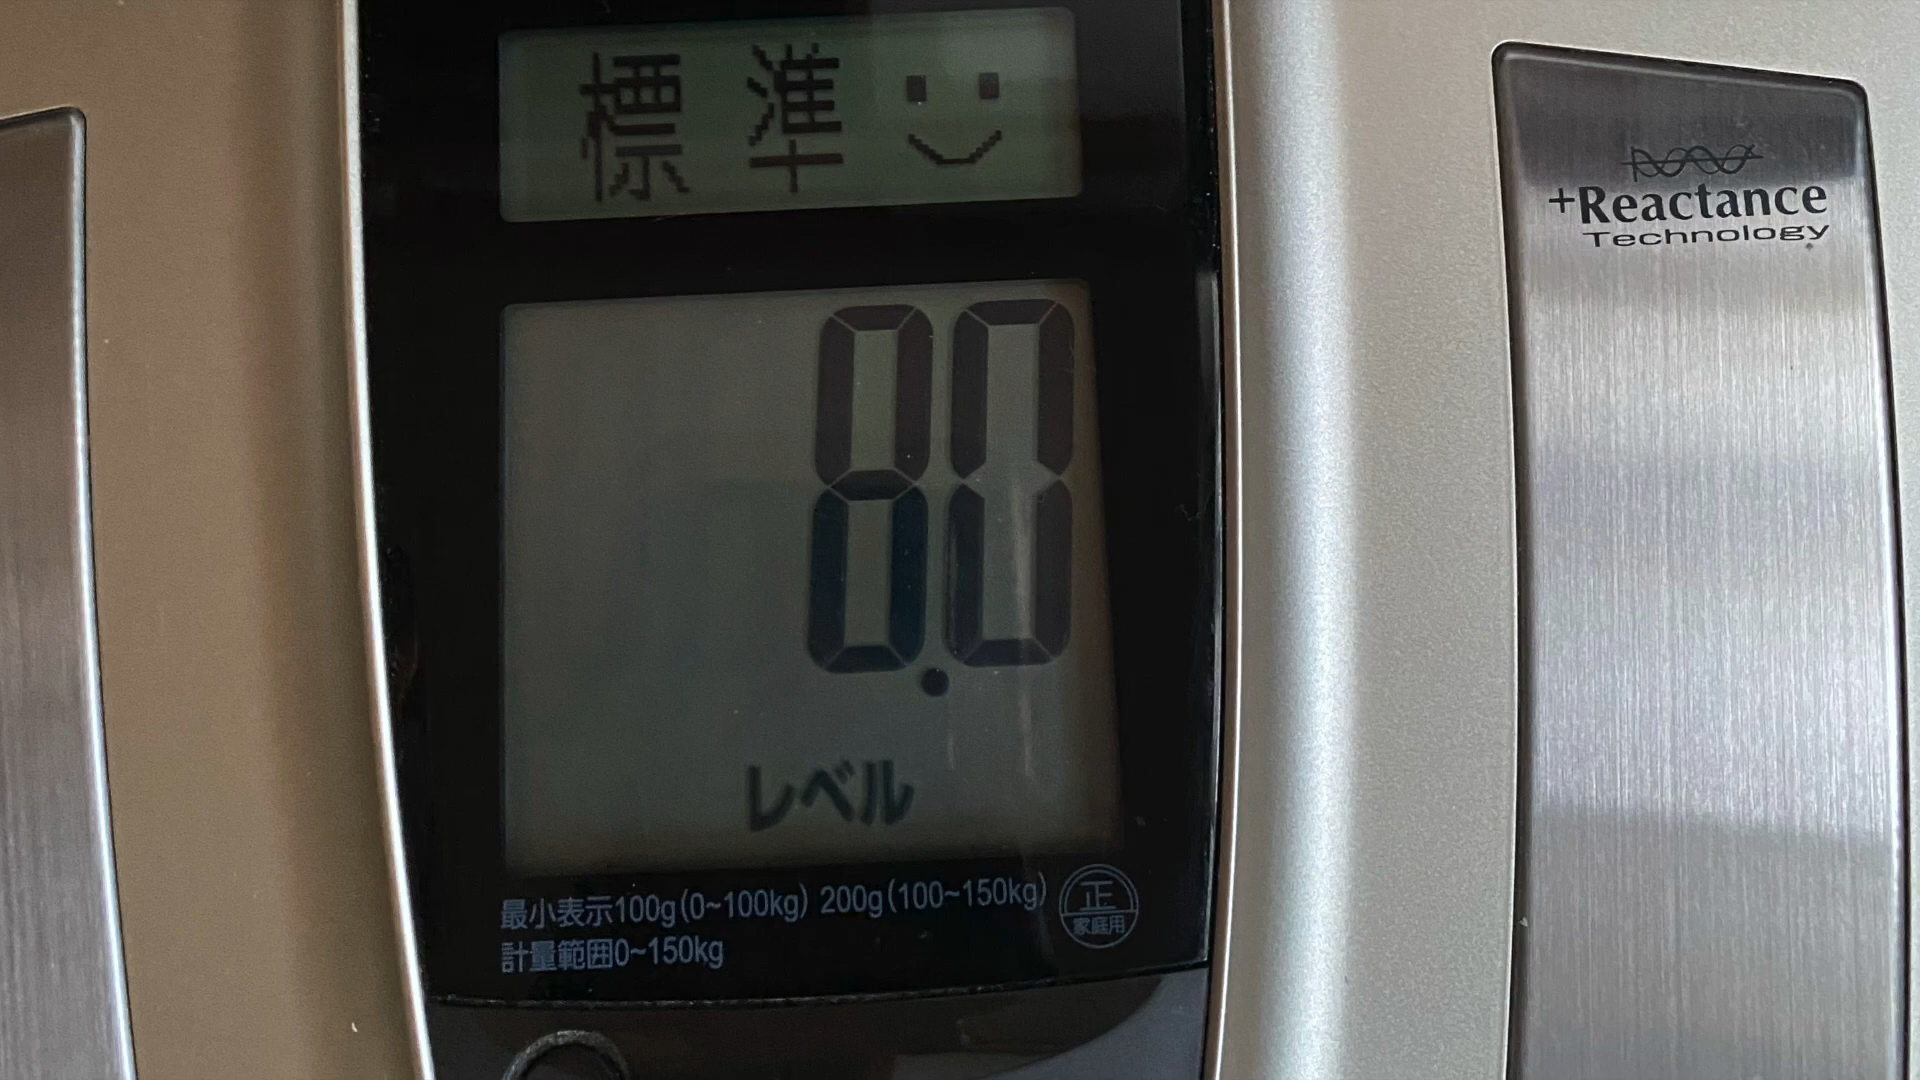 標準
+Reactance
Technology
8.0
レベル
最小表示100g(0~100kg) 200g(100~150kg)
計量範囲0~150kg
正
家庭用